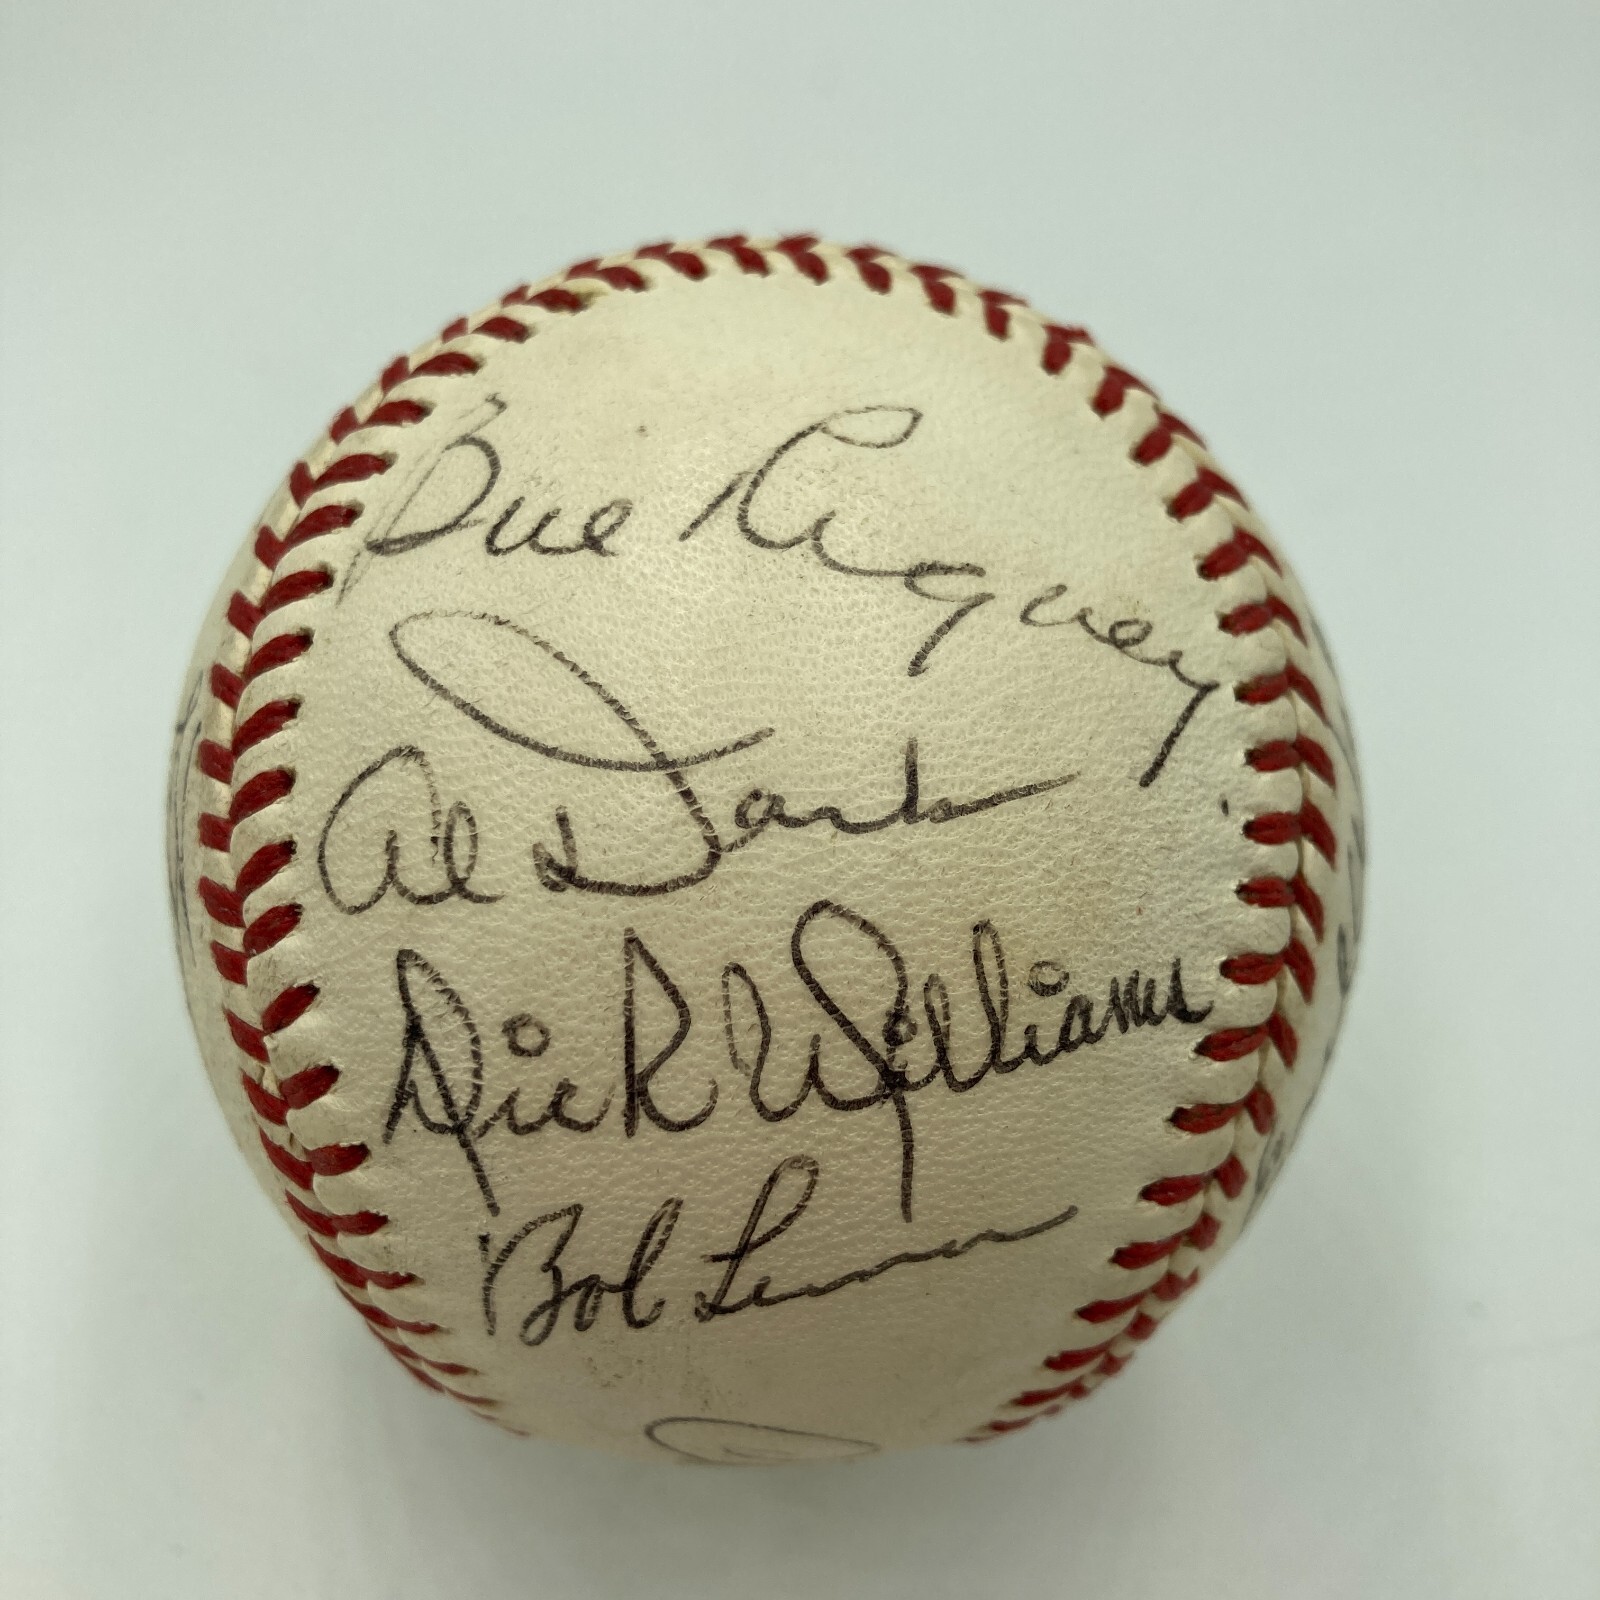 Bill Rigney
Al Dark
Dick Williams
Bob Lemon